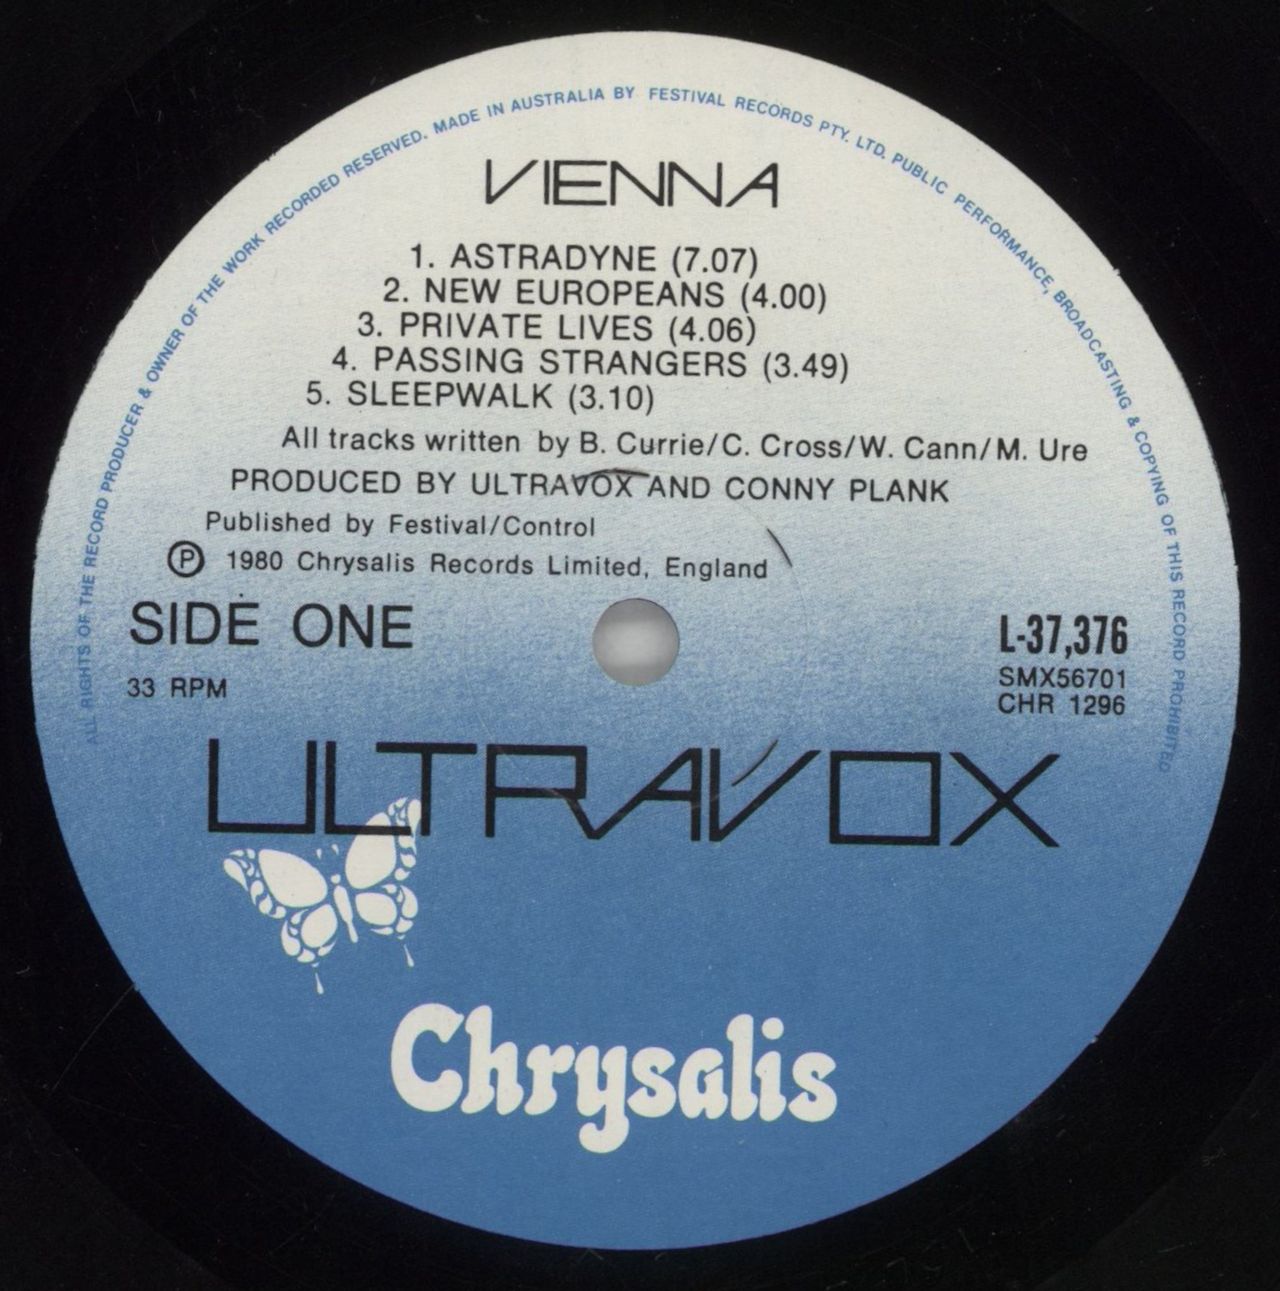 ALL RIGHTS OF THE RECORD PRODUCER & OWNER OF THE WORK RECORDED RESERVED. MADE IN AUSTRALIA BY FESTIVAL RECORDS PTY. LTD. PUBLIC PERFORMANCE, BROADCASTING & COPYING OF THIS RECORD PROHIBITED
VIENNA
1. ASTRADYNE (7.07)
2. NEW EUROPEANS (4.00)
3. PRIVATE LIVES (4.06)
4. PASSING STRANGERS (3.49)
5. SLEEPWALK (3.10)
All tracks written by B. Currie/C. Cross/W. Cann/M. Ure
PRODUCED BY ULTRAVOX AND CONNY PLANK
Published by Festival/Control
Ⓟ 1980 Chrysalis Records Limited, England
SIDE ONE
33 RPM
L-37,376
SMX56701
CHR 1296
ULTRAVOX
Chrysalis